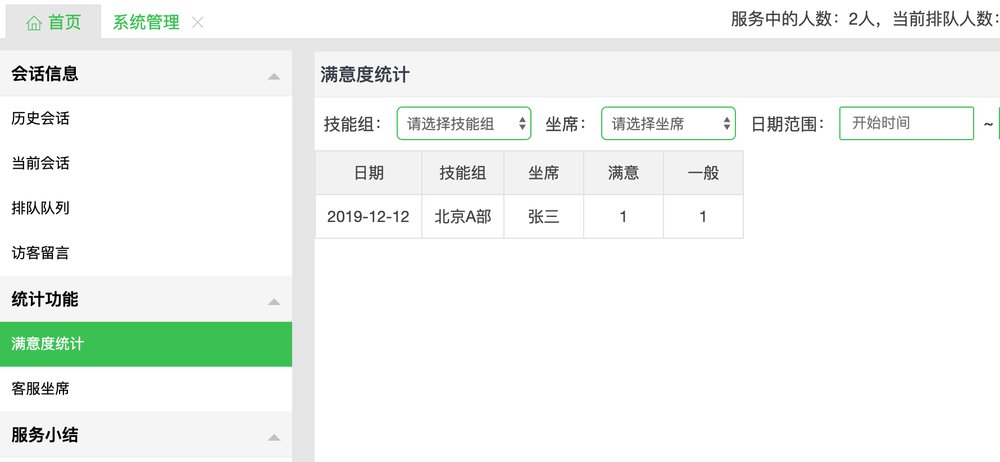 首页 系统管理
服务中的人数：2人，当前排队人数：
会话信息
历史会话
当前会话
排队队列
访客留言
统计功能
满意度统计
客服坐席
服务小结
满意度统计
技能组： 请选择技能组 坐席： 请选择坐席 日期范围： 开始时间 ~
日期 技能组 坐席 满意 一般
2019-12-12 北京A部 张三 1 1